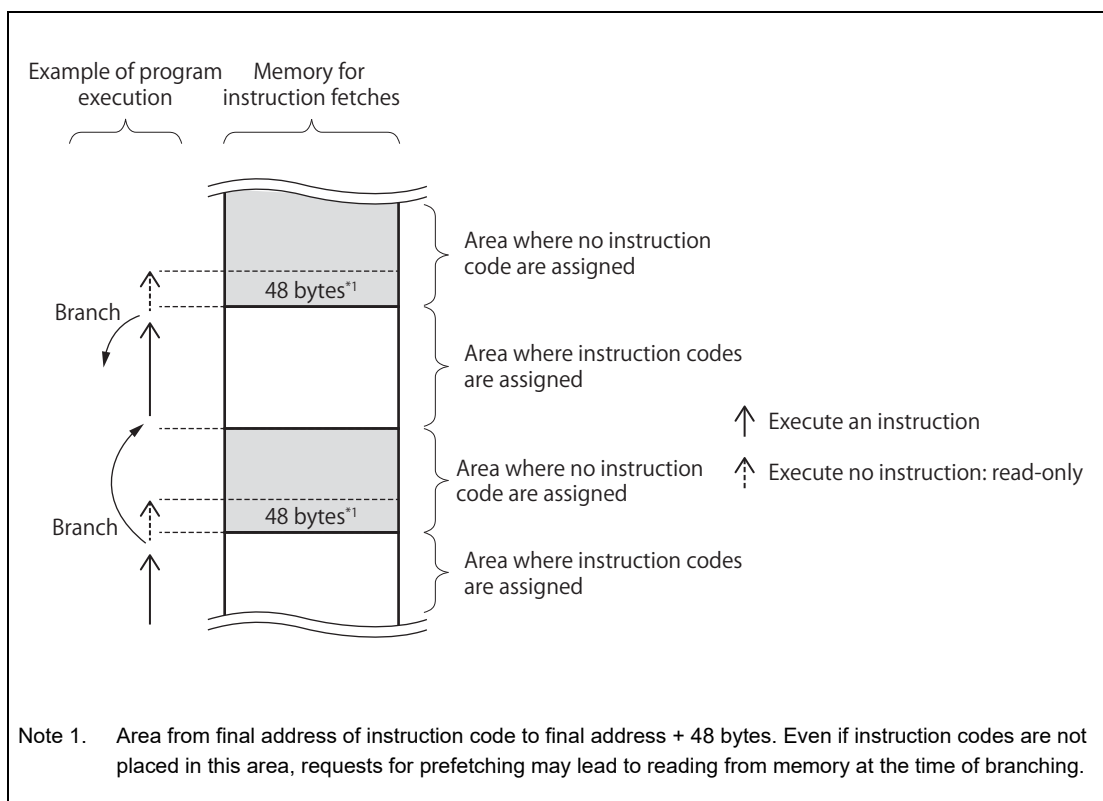 Example of program
execution
Memory for
instruction fetches
Area where no instruction
code are assigned
48 bytes*1
Branch
Area where instruction codes
are assigned
Execute an instruction
Area where no instruction
code are assigned
Execute no instruction: read-only
48 bytes*1
Branch
Area where instruction codes
are assigned
Note 1. Area from final address of instruction code to final address + 48 bytes. Even if instruction codes are not
placed in this area, requests for prefetching may lead to reading from memory at the time of branching.